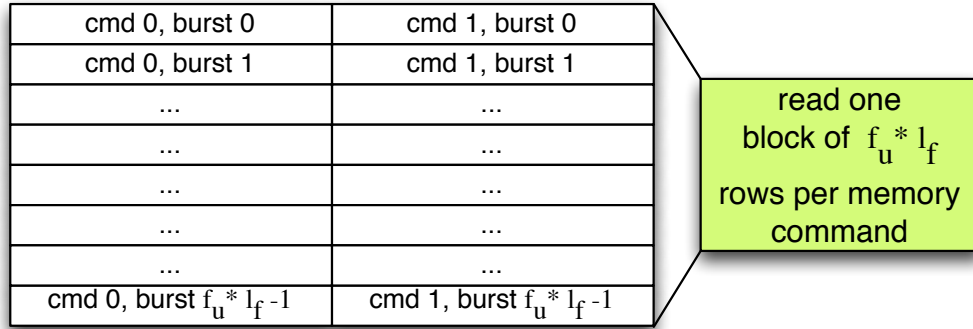 cmd 0, burst 0 cmd 1, burst 0
cmd 0, burst 1 cmd 1, burst 1
... ...
... ...
... ...
... ...
... ...
cmd 0, burst f_u* l_f -1 cmd 1, burst f_u* l_f -1
read one
block of f_u* l_f
rows per memory
command